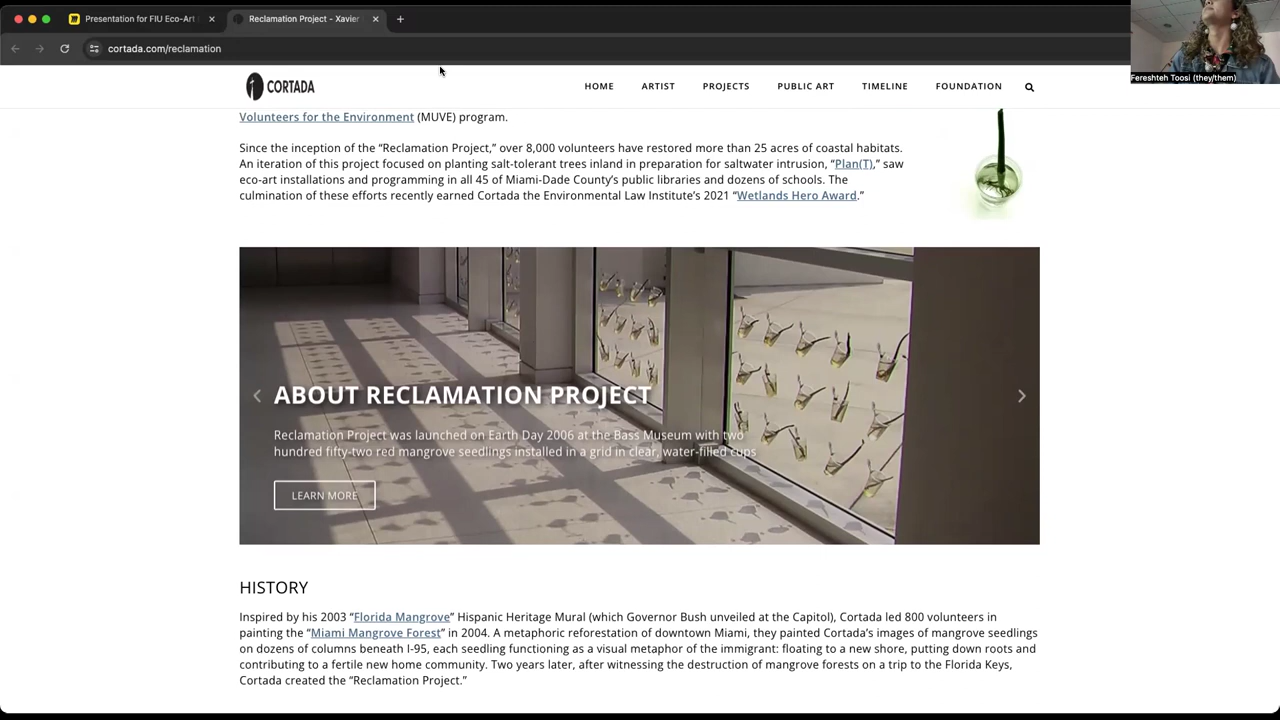 Presentation for FIU Eco-Art
Reclamation Project - Xavier
cortada.com/reclamation
Fereshteh Toosi (they/them)
CORTADA
HOME
ARTIST
PROJECTS
PUBLIC ART
TIMELINE
FOUNDATION
Volunteers for the Environment (MUVE) program.
Since the inception of the “Reclamation Project,” over 8,000 volunteers have restored more than 25 acres of coastal habitats.
An iteration of this project focused on planting salt-tolerant trees inland in preparation for saltwater intrusion, “Plan(T),” saw
eco-art installations and programming in all 45 of Miami-Dade County’s public libraries and dozens of schools. The
culmination of these efforts recently earned Cortada the Environmental Law Institute’s 2021 “Wetlands Hero Award.”
ABOUT RECLAMATION PROJECT
Reclamation Project was launched on Earth Day 2006 at the Bass Museum with two
hundred fifty-two red mangrove seedlings installed in a grid in clear, water-filled cups
LEARN MORE
HISTORY
Inspired by his 2003 “Florida Mangrove” Hispanic Heritage Mural (which Governor Bush unveiled at the Capitol), Cortada led 800 volunteers in
painting the “Miami Mangrove Forest” in 2004. A metaphoric reforestation of downtown Miami, they painted Cortada’s images of mangrove seedlings
on dozens of columns beneath I-95, each seedling functioning as a visual metaphor of the immigrant: floating to a new shore, putting down roots and
contributing to a fertile new home community. Two years later, after witnessing the destruction of mangrove forests on a trip to the Florida Keys,
Cortada created the “Reclamation Project.”